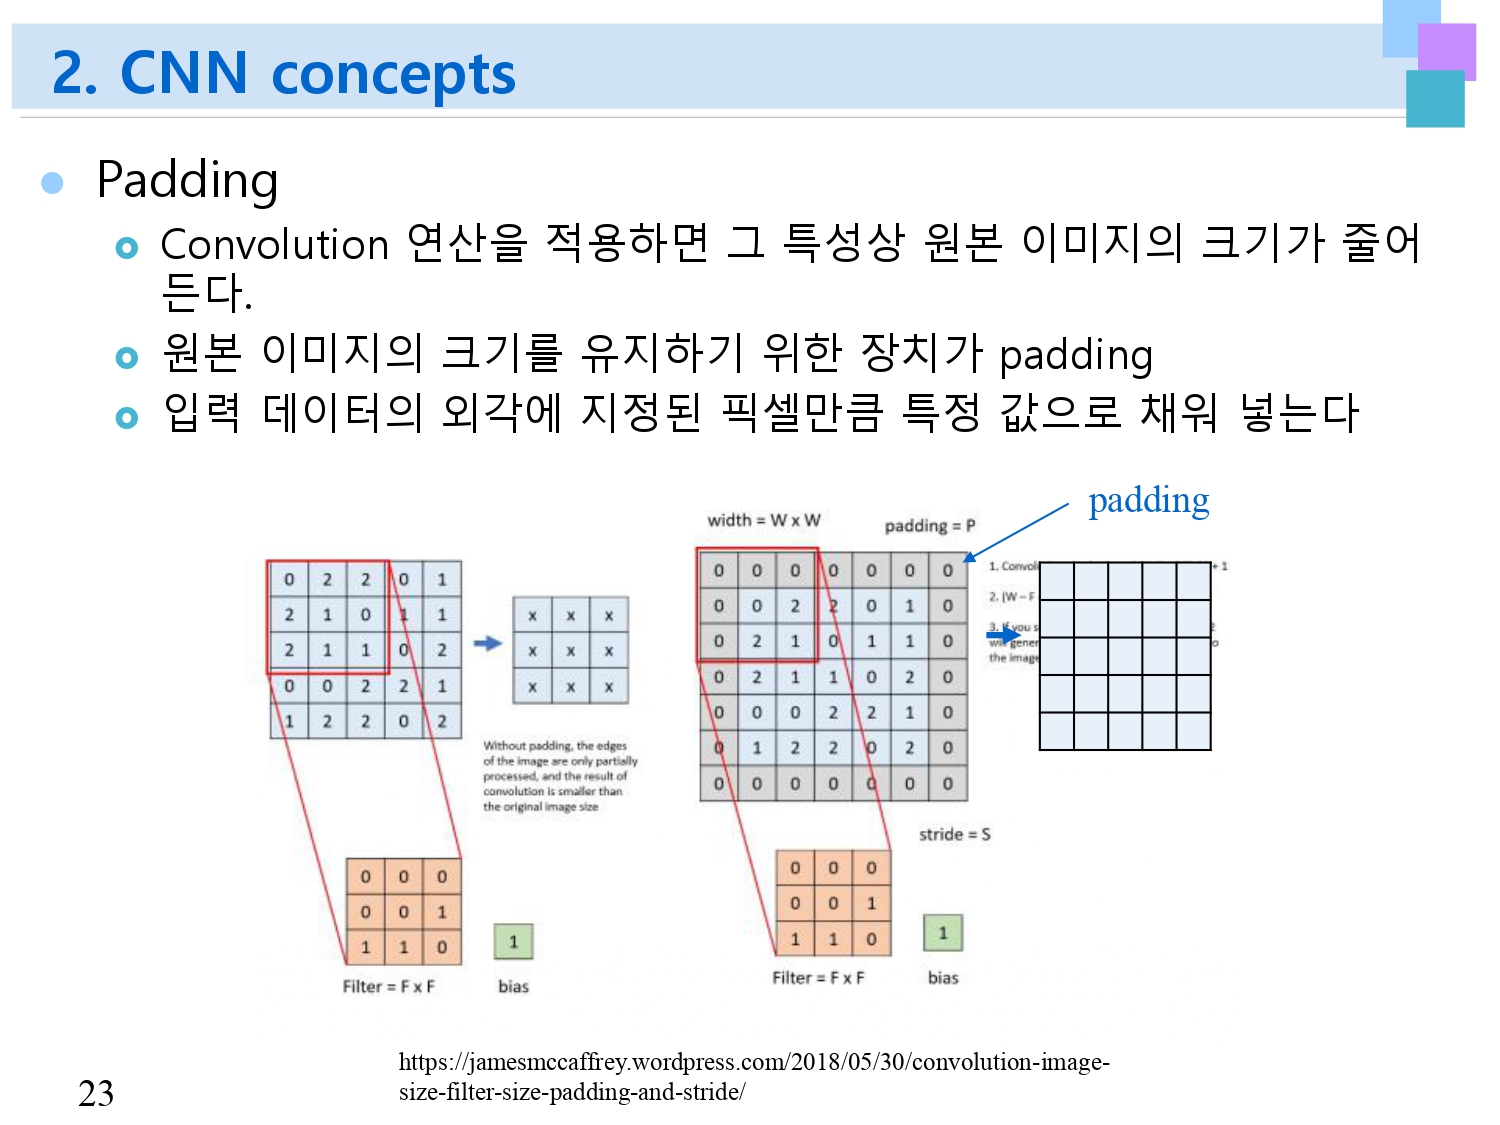 2. CNN concepts
Padding
Convolution 연산을 적용하면 그 특성상 원본 이미지의 크기가 줄어
든다.
원본 이미지의 크기를 유지하기 위한 장치가 padding
입력 데이터의 외각에 지정된 픽셀만큼 특정 값으로 채워 넣는다
padding
width = W x W
padding = P
0 2 2 0 1
2 1 0 1 1
2 1 1 0 2
0 0 2 2 1
1 2 2 0 2
x x x
x x x
x x x
Without padding, the edges
of the image are only partially
processed, and the result of
convolution is smaller than
the original image size
0 0 0
0 0 1
1 1 0
Filter = F x F
1
bias
0 0 0 0 0 0 0
0 0 2 2 0 1 0
0 2 1 0 1 1 0
0 2 1 1 0 2 0
0 0 0 2 2 1 0
0 1 2 2 0 2 0
0 0 0 0 0 0 0
1. Convol + 1
2. (W – F
3. If you s 2
will gener o
the image
stride = S
0 0 0
0 0 1
1 1 0
Filter = F x F
1
bias
https://jamesmccaffrey.wordpress.com/2018/05/30/convolution-image-
size-filter-size-padding-and-stride/
23